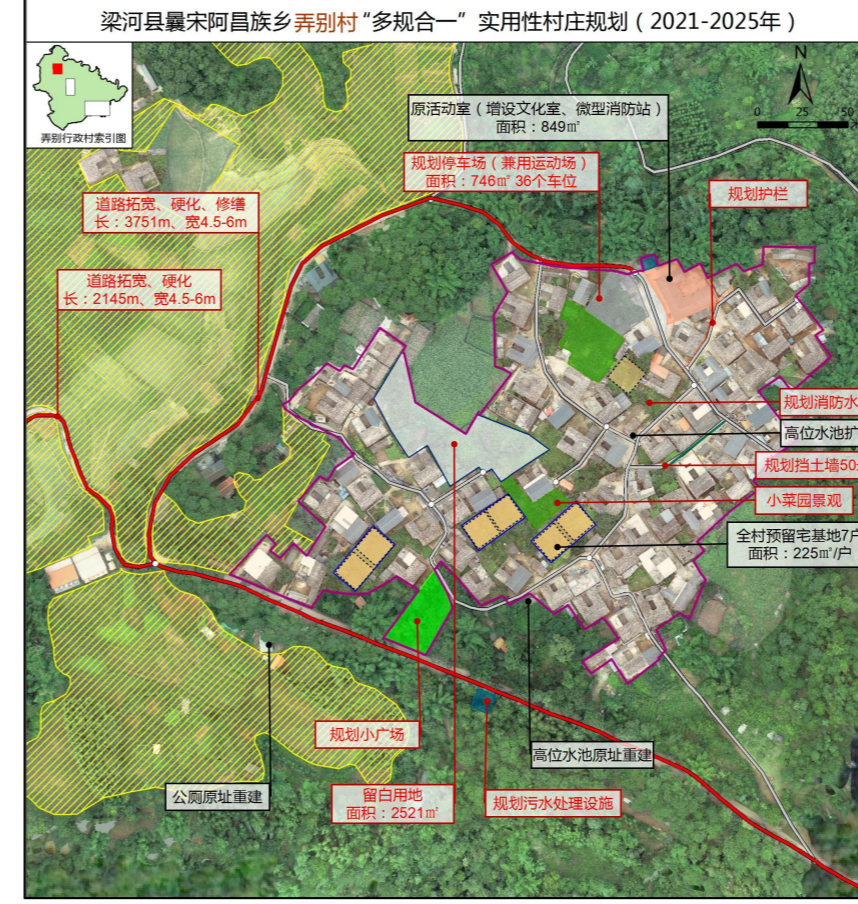 梁河县曩宋阿昌族乡弄别村“多规合一”实用性村庄规划（2021-2025年）
弄别行政村索引图
N
0 25 50
原活动室（增设文化室、微型消防站）
面积：849㎡
规划停车场（兼用运动场）
面积：746㎡ 36个车位
规划护栏
道路拓宽、硬化、修缮
长：3751m、宽4.5-6m
道路拓宽、硬化
长：2145m、宽4.5-6m
规划消防水
高位水池扩
规划挡土墙50
小菜园景观
全村预留宅基地7户
面积：225㎡/户
规划小广场
高位水池原址重建
公厕原址重建
留白用地
面积：2521㎡
规划污水处理设施